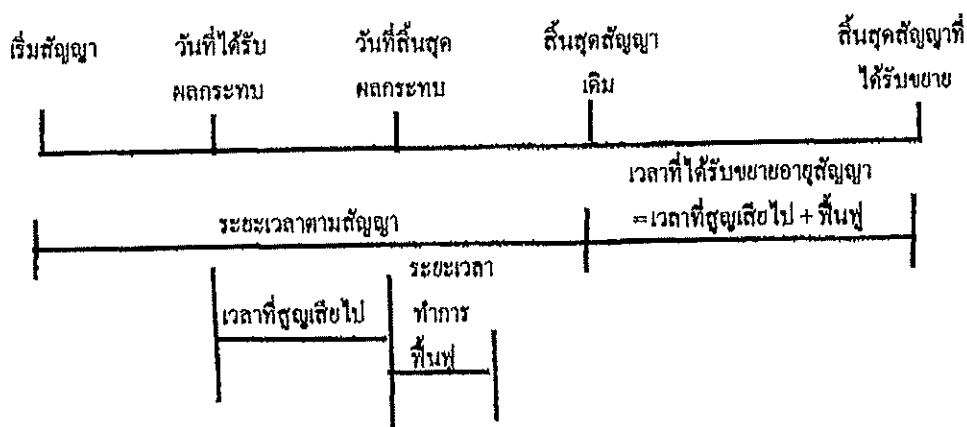 เริ่มสัญญา
วันที่ได้รับ
ผลกระทบ
วันที่สิ้นสุด
ผลกระทบ
สิ้นสุดสัญญา
เดิม
สิ้นสุดสัญญาที่
ได้รับขยาย
เวลาที่ได้รับขยายอายุสัญญา
=เวลาที่สูญเสียไป + ฟื้นฟู
ระยะเวลาตามสัญญา
เวลาที่สูญเสียไป
ระยะเวลา
ทำการ
ฟื้นฟู